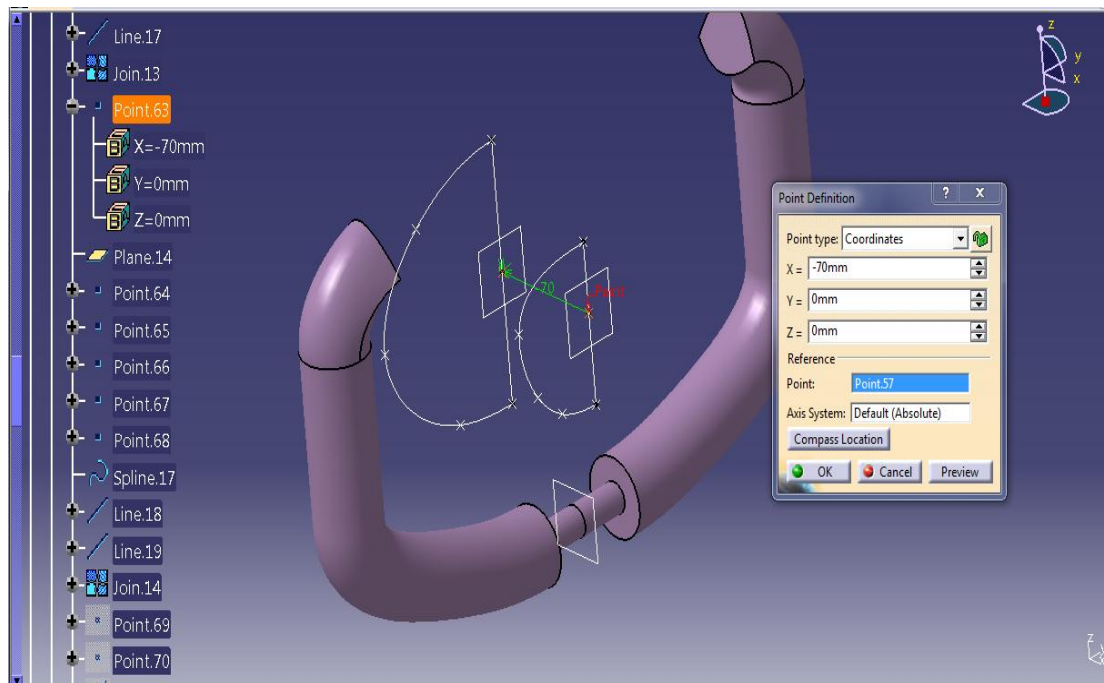 Line.17
Join.13
Point.63
X=-70mm
Y=0mm
Z=0mm
Plane.14
Point.64
Point.65
Point.66
Point.67
Point.68
Spline.17
Line.18
Line.19
Join.14
Point.69
Point.70
-70
Point
z
y
x
Point Definition
? X
Point type: Coordinates
X = -70mm
Y = 0mm
Z = 0mm
Reference
Point: Point.57
Axis System: Default (Absolute)
Compass Location
OK Cancel Preview
z